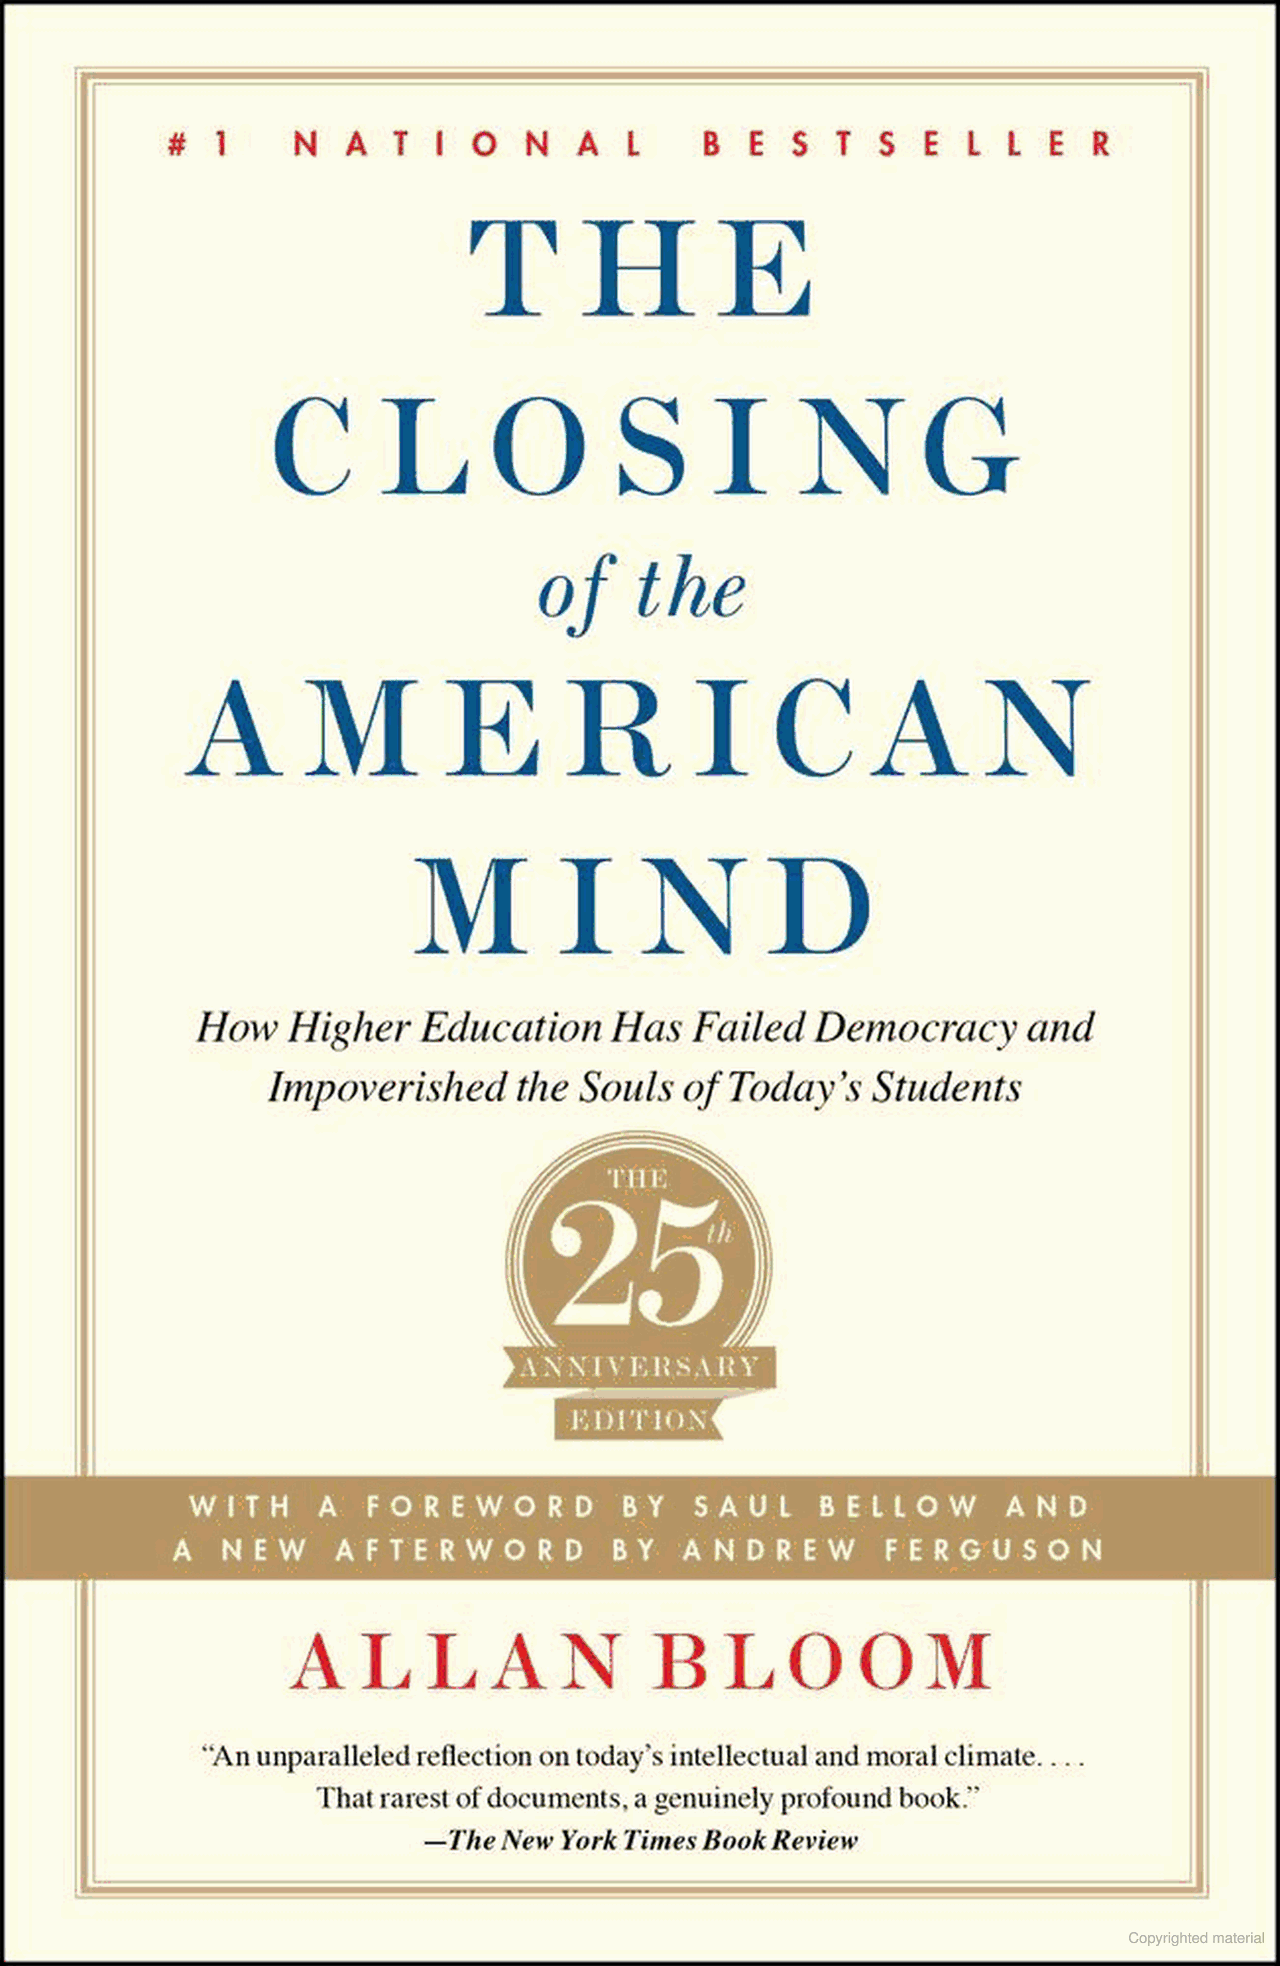 #1 NATIONAL BESTSELLER
THE
CLOSING
of the
AMERICAN
MIND
How Higher Education Has Failed Democracy and
Impoverished the Souls of Today’s Students
THE
25th
ANNIVERSARY
EDITION
WITH A FOREWORD BY SAUL BELLOW AND
A NEW AFTERWORD BY ANDREW FERGUSON
ALLAN BLOOM
“An unparalleled reflection on today’s intellectual and moral climate. . . .
That rarest of documents, a genuinely profound book.”
—The New York Times Book Review
Copyrighted material